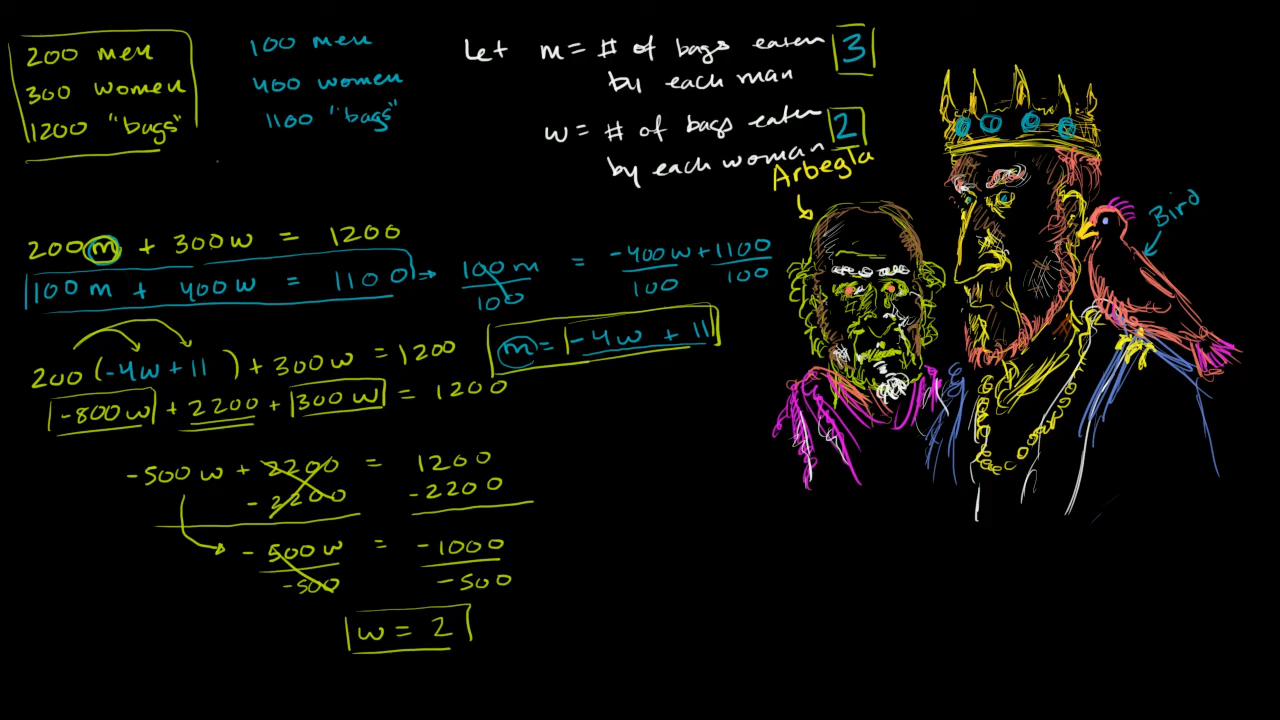 200 men
300 women
1200 "bags"
100 men
400 women
1100 "bags"
Let m = # of bags eaten 3
by each man
w = # of bags eaten 2
by each woman
Arbegla
Bird
200m + 300w = 1200
100m + 400w = 1100 → 100m/100 = -400w/100 + 1100/100
m = -4w + 11
200(-4w + 11) + 300w = 1200
-800w + 2200 + 300w = 1200
-500w + 2200 = 1200
-2200 -2200
-500w = -1000
-500 -500
w = 2